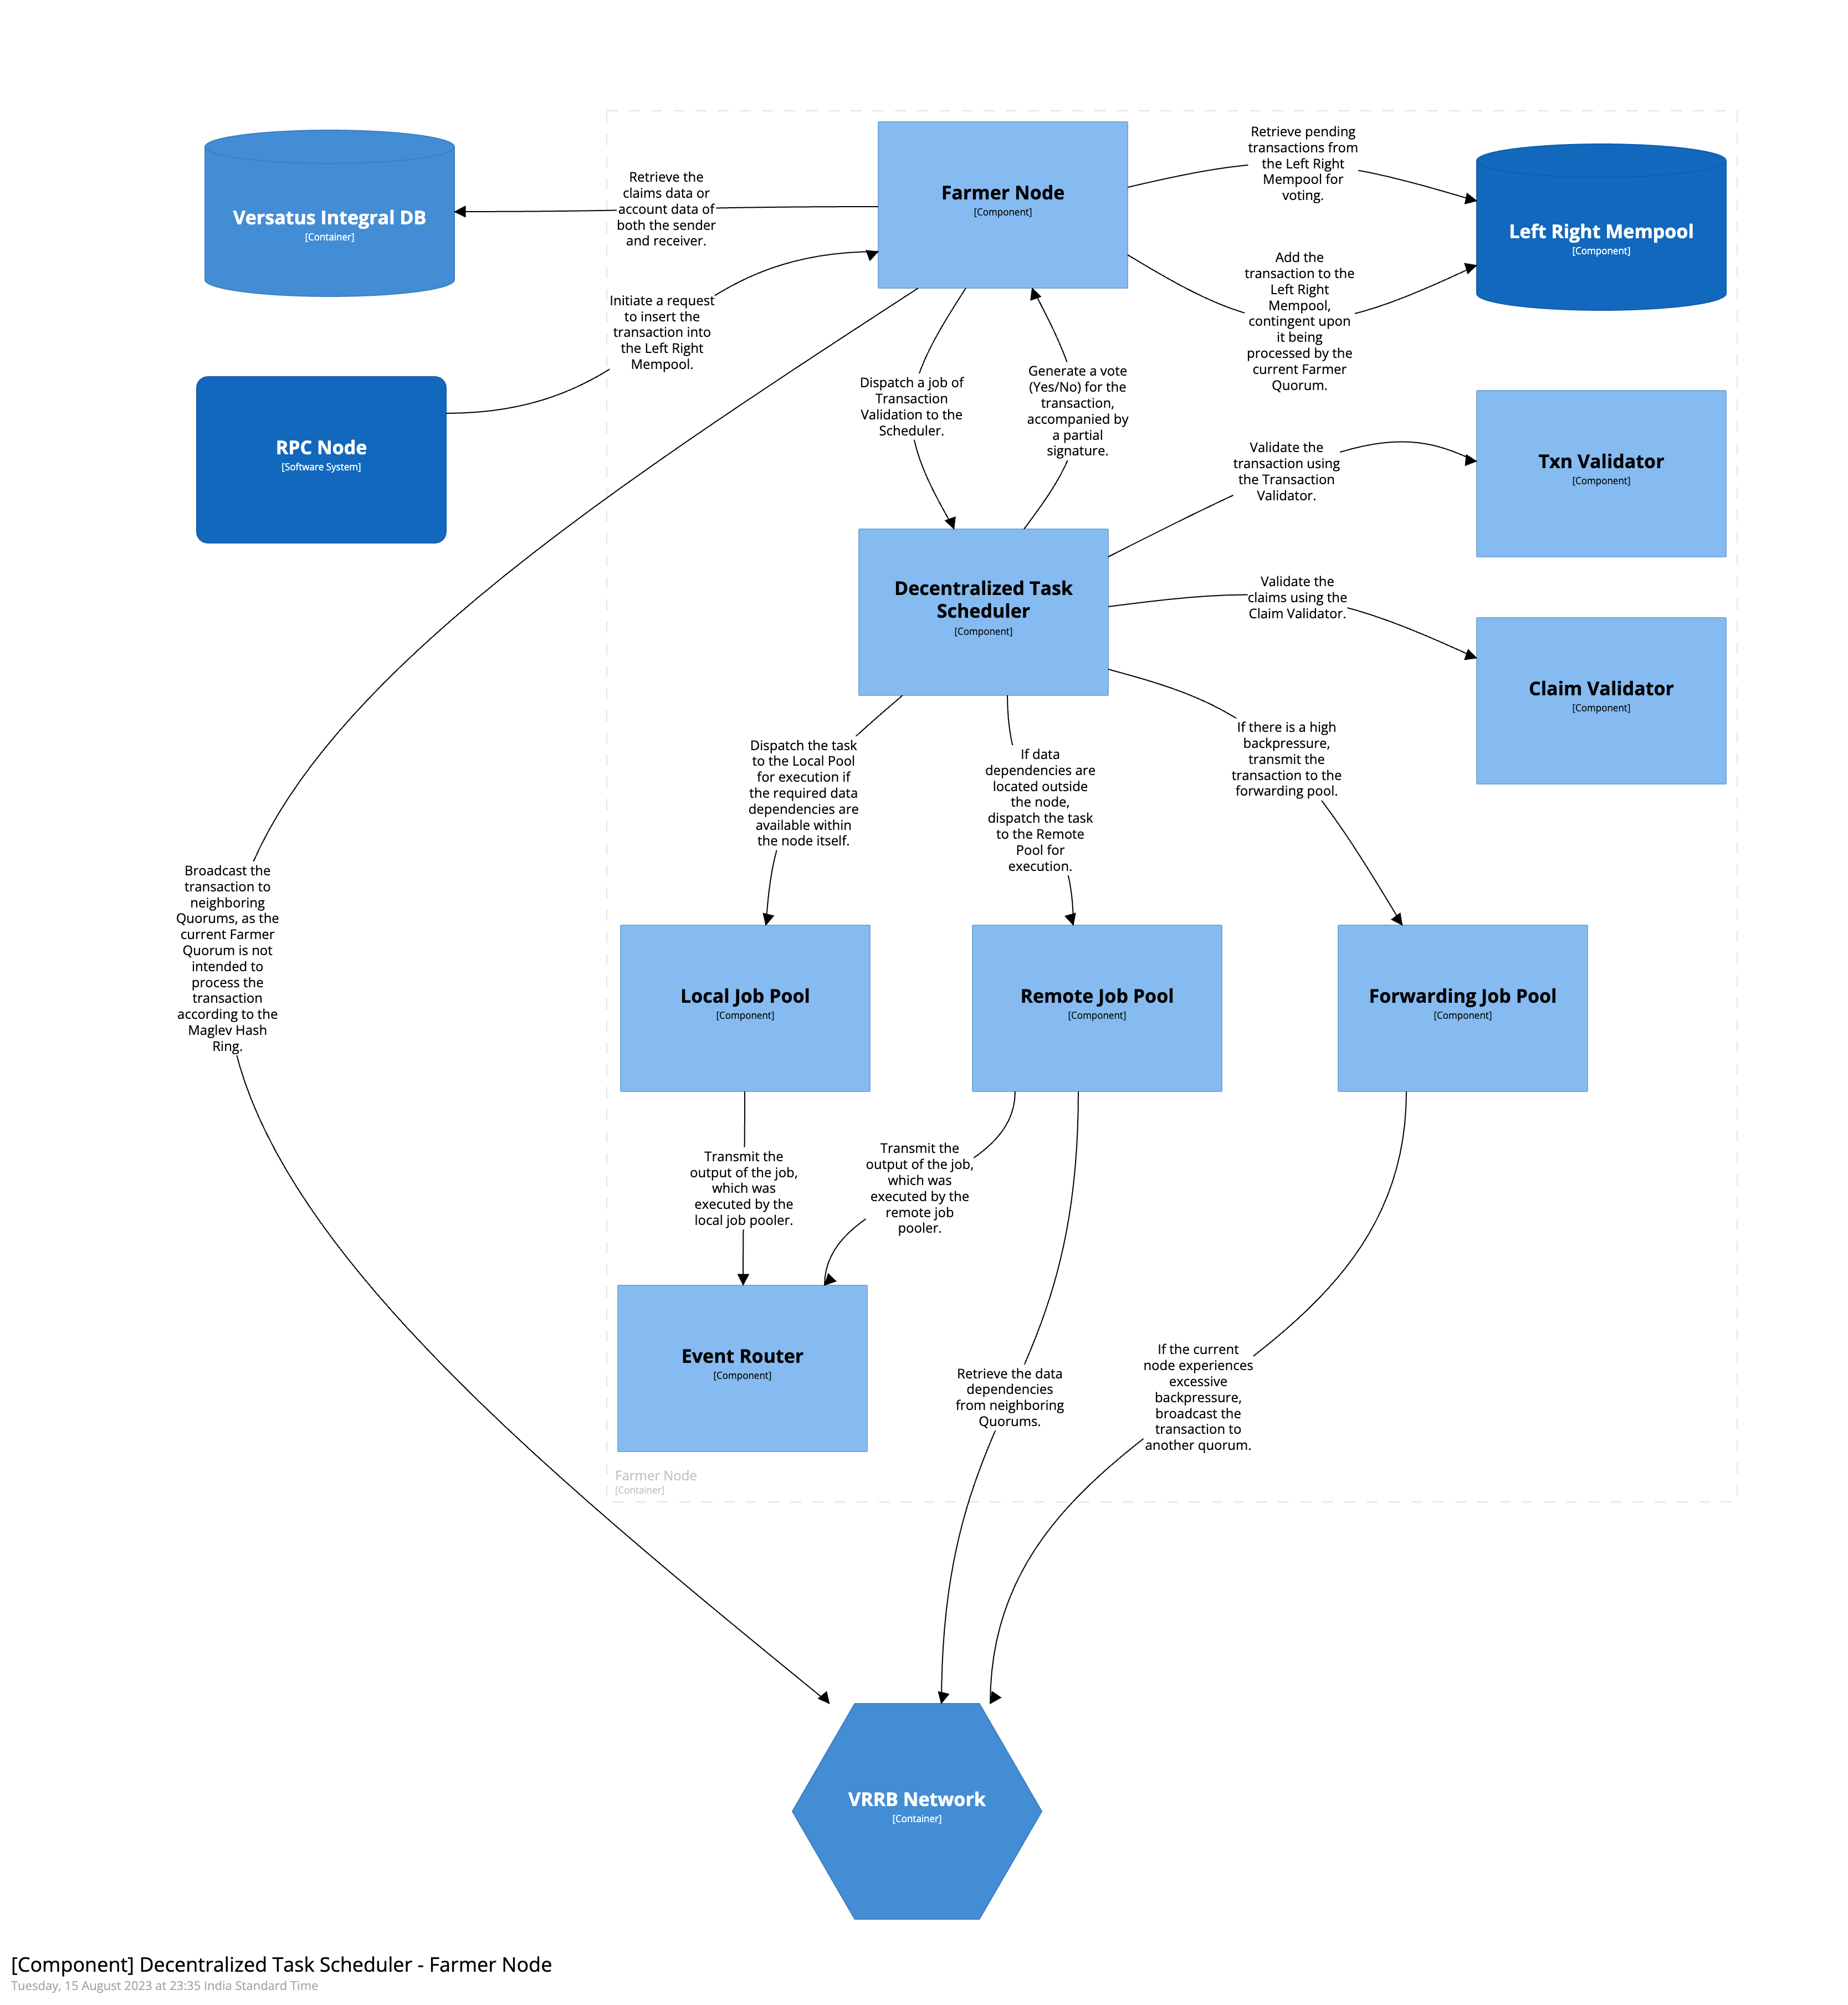 Farmer Node
[Component]
Retrieve pending
transactions from
the Left Right
Mempool for
voting.
Versatus Integral DB
[Container]
Retrieve the
claims data or
account data of
both the sender
and receiver.
Left Right Mempool
[Component]
Initiate a request
to insert the
transaction into
the Left Right
Mempool.
Add the
transaction to the
Left Right
Mempool,
contingent upon
it being
processed by the
current Farmer
Quorum.
RPC Node
[Software System]
Dispatch a job of
Transaction
Validation to the
Scheduler.
Generate a vote
(Yes/No) for the
transaction,
accompanied by
a partial
signature.
Validate the
transaction using
the Transaction
Validator.
Txn Validator
[Component]
Decentralized Task
Scheduler
[Component]
Validate the
claims using the
Claim Validator.
Claim Validator
[Component]
Dispatch the task
to the Local Pool
for execution if
the required data
dependencies are
available within
the node itself.
If data
dependencies are
located outside
the node,
dispatch the task
to the Remote
Pool for
execution.
If there is a high
backpressure,
transmit the
transaction to the
forwarding pool.
Broadcast the
transaction to
neighboring
Quorums, as the
current Farmer
Quorum is not
intended to
process the
transaction
according to the
Maglev Hash
Ring.
Local Job Pool
[Component]
Remote Job Pool
[Component]
Forwarding Job Pool
[Component]
Transmit the
output of the job,
which was
executed by the
local job pooler.
Transmit the
output of the job,
which was
executed by the
remote job
pooler.
Event Router
[Component]
Retrieve the data
dependencies
from neighboring
Quorums.
If the current
node experiences
excessive
backpressure,
broadcast the
transaction to
another quorum.
Farmer Node
[Container]
VRRB Network
[Container]
[Component] Decentralized Task Scheduler - Farmer Node
Tuesday, 15 August 2023 at 23:35 India Standard Time